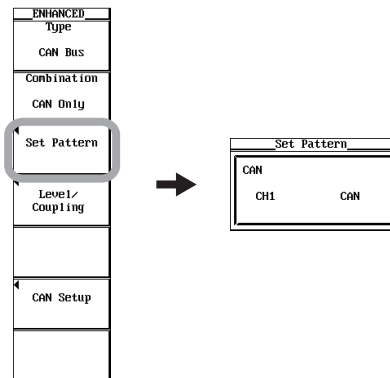 ENHANCED
Type
CAN Bus
Combination
CAN Only
Set Pattern
Level/
Coupling
CAN Setup
Set Pattern
CAN
CH1 CAN